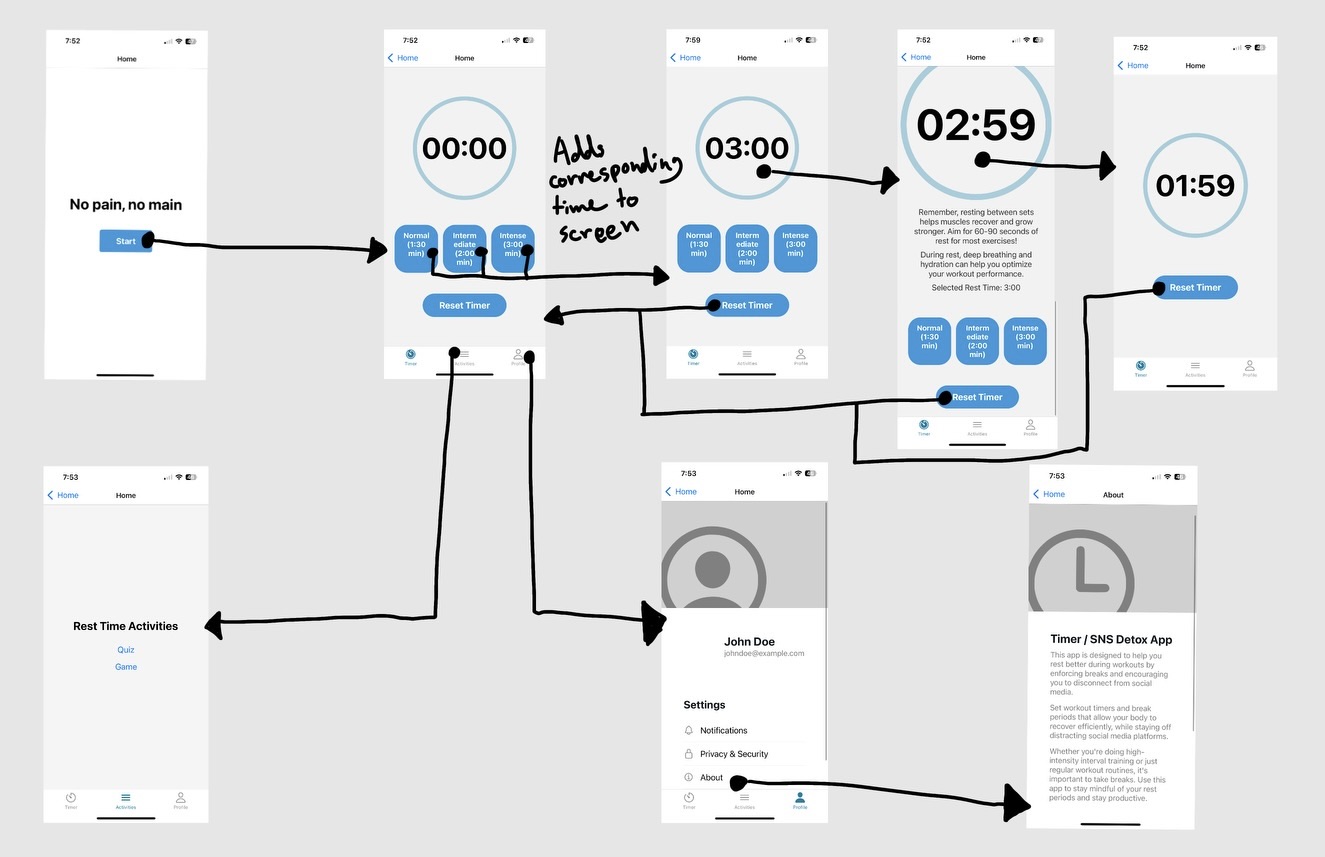 7:52
Home
No pain, no main
Start
7:52
Home
Home
00:00
Normal
(1:30
min)
Interm
ediate
(2:00
min)
Intense
(3:00
min)
Reset Timer
Timer
Activities
Profile
Adds
corresponding
time to
screen
7:59
Home
Home
03:00
Normal
(1:30
min)
Interm
ediate
(2:00
min)
Intense
(3:00
min)
Reset Timer
Timer
Activities
Profile
7:52
Home
Home
02:59
Remember, resting between sets
helps muscles recover and grow
stronger. Aim for 60-90 seconds of
rest for most exercises!
During rest, deep breathing and
hydration can help you optimize
your workout performance.
Selected Rest Time: 3:00
Normal
(1:30
min)
Interm
ediate
(2:00
min)
Intense
(3:00
min)
Reset Timer
Timer
Activities
Profile
7:52
Home
Home
01:59
Reset Timer
Timer
Activities
Profile
7:53
Home
Home
Rest Time Activities
Quiz
Game
Timer
Activities
Profile
7:53
Home
Home
John Doe
johndoe@example.com
Settings
Notifications
Privacy & Security
About
Timer
Activities
Profile
7:53
Home
About
Timer / SNS Detox App
This app is designed to help you
rest better during workouts by
enforcing breaks and encouraging
you to disconnect from social
media.
Set workout timers and break
periods that allow your body to
recover efficiently, while staying off
distracting social media platforms.
Whether you're doing high-
intensity interval training or just
regular workout routines, it's
important to take breaks. Use this
app to stay mindful of your rest
periods and stay productive.